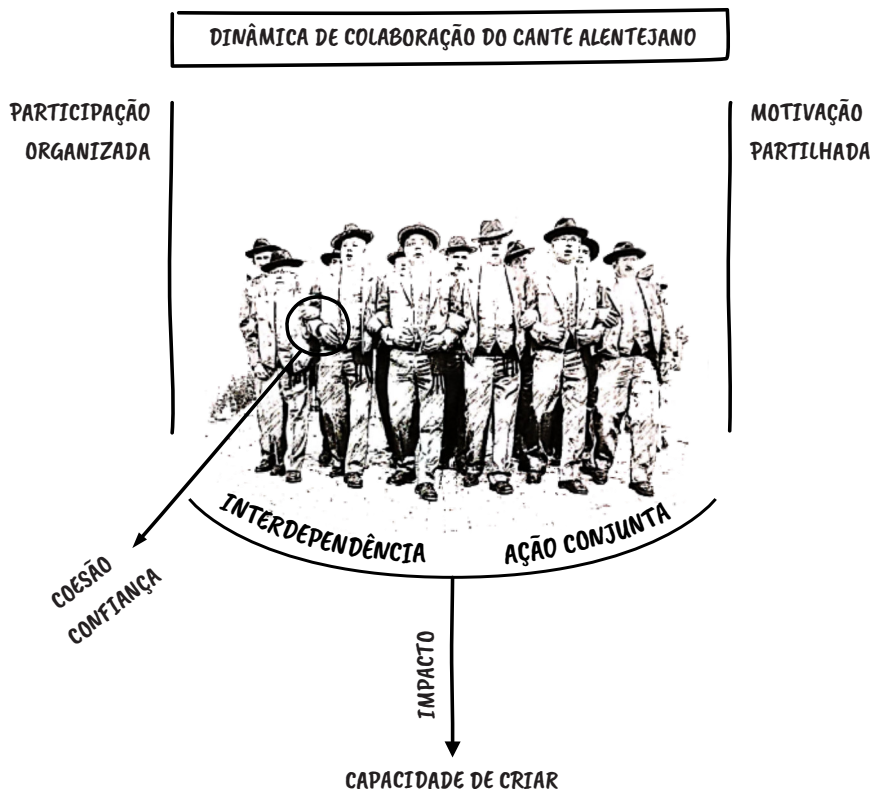 DINÂMICA DE COLABORAÇÃO DO CANTE ALENTEJANO
PARTICIPAÇÃO
ORGANIZADA
MOTIVAÇÃO
PARTILHADA
INTERDEPENDÊNCIA
AÇÃO CONJUNTA
COESÃO
CONFIANÇA
IMPACTO
CAPACIDADE DE CRIAR